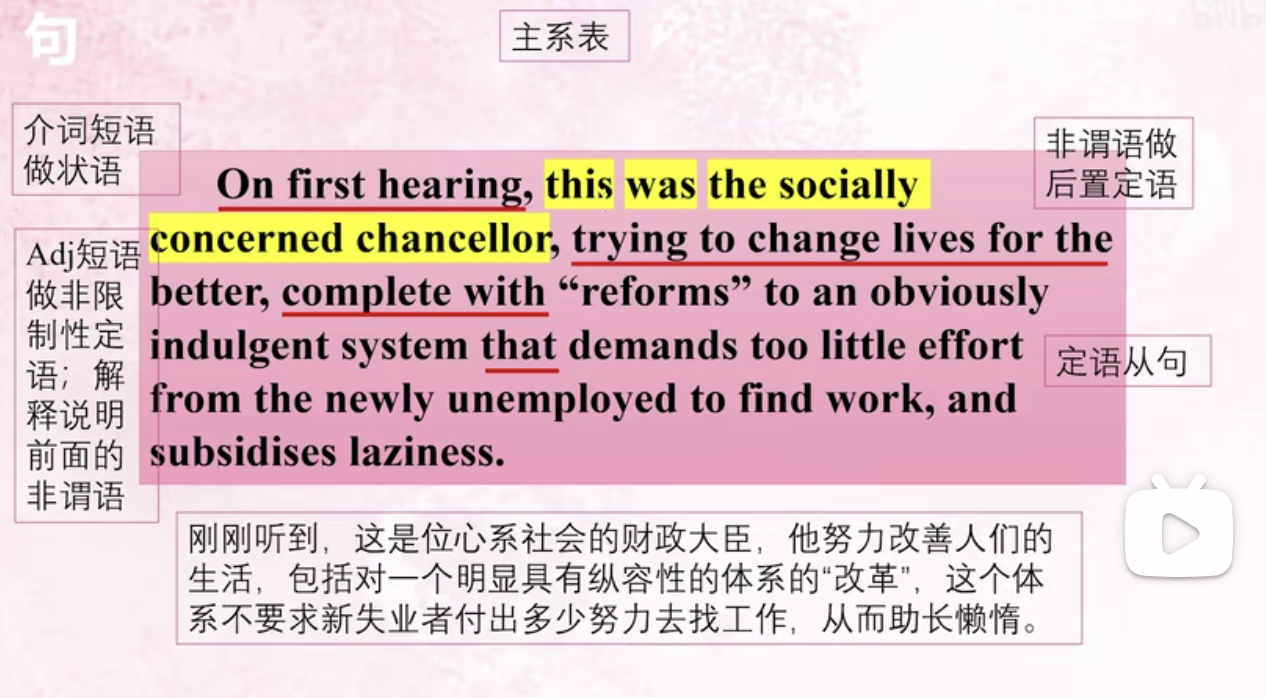 句
主系表
介词短语
做状语
非谓语做
后置定语
On first hearing, this was the socially
concerned chancellor, trying to change lives for the
better, complete with “reforms” to an obviously
indulgent system that demands too little effort
from the newly unemployed to find work, and
subsidises laziness.
Adj短语
做非限
制性定
语；解
释说明
前面的
非谓语
定语从句
刚刚听到，这是位心系社会的财政大臣，他努力改善人们的
生活，包括对一个明显具有纵容性的体系的“改革”，这个体
系不要求新失业者付出多少努力去找工作，从而助长懒惰。